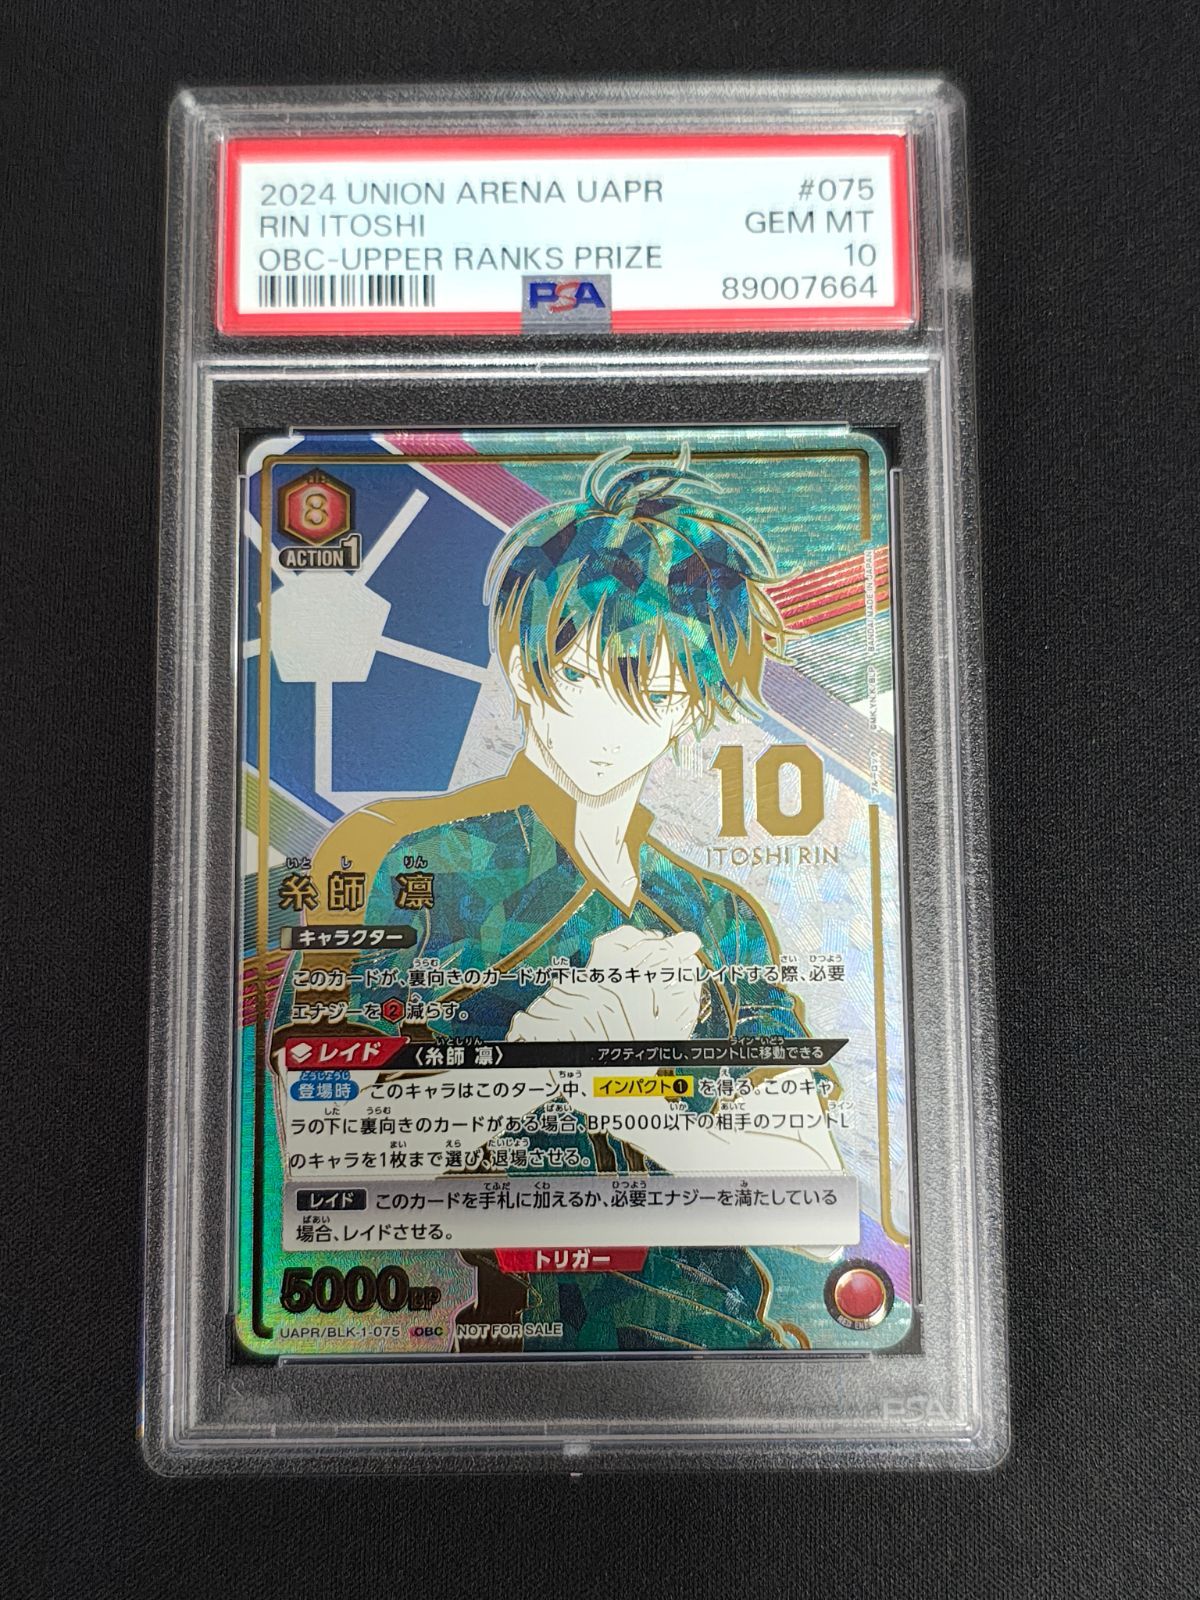 2024 UNION ARENA UAPR #075
RIN ITOSHI GEM MT
OBC-UPPER RANKS PRIZE 10
PSA 89007664
8
ACTION1
BANDAI MADE IN JAPAN
10
ITOSHI RIN
いとし りん
糸師 凛
キャラクター
このカードが、裏向きのカードが下にあるキャラにレイドする際、必要
エナジーを2減らす。
レイド 〈糸師 凛〉 アクティブにし、フロントLに移動できる
登場時 このキャラはこのターン中、インパクト❶を得る。このキャ
ラの下に裏向きのカードがある場合、BP5000以下の相手のフロントL
のキャラを1枚まで選び、退場させる。
レイド このカードを手札に加えるか、必要エナジーを満たしている
場合、レイドさせる。
トリガー
5000BP
UAPR/BLK-1-075 OBC NOT FOR SALE
PSA